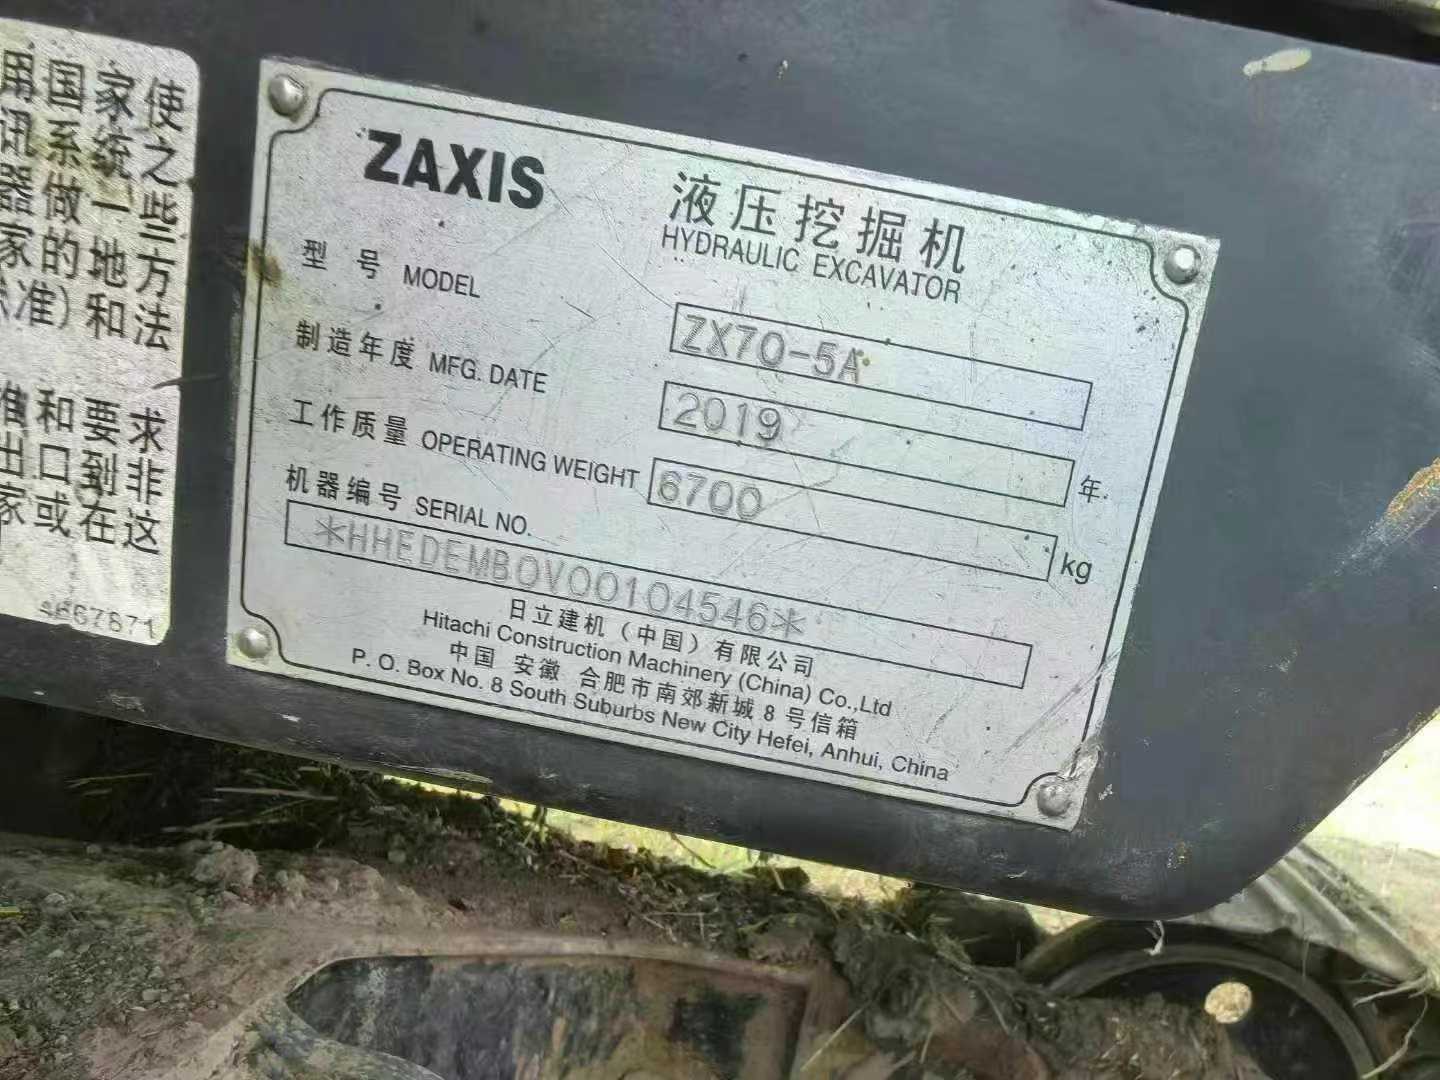 用国家使
讯系统之
器做一些
家的地方
准)和法
准和要求
出口到非
家或在这
4667671
ZAXIS
液压挖掘机
HYDRAULIC EXCAVATOR
型号 MODEL ZX70-5A
制造年度 MFG. DATE 2019 年
工作质量 OPERATING WEIGHT 6700 kg
机器编号 SERIAL NO.
*HHEDEMB0V00104546*
日立建机（中国）有限公司
Hitachi Construction Machinery (China) Co.,Ltd
中国 安徽 合肥市南郊新城8号信箱
P. O. Box No. 8 South Suburbs New City Hefei, Anhui, China